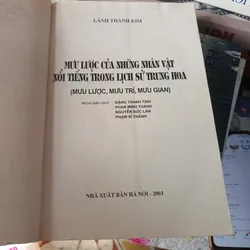 LÃNH THÀNH KIM
MƯU LƯỢC CỦA NHỮNG NHÂN VẬT
NỔI TIẾNG TRONG LỊCH SỬ TRUNG HOA
(MƯU LƯỢC, MƯU TRÍ, MƯU GIAN)
ĐẶNG THANH TỊNH
PHAN MINH THÀNH
NGUYỄN ĐỨC LÂN
PHẠM SĨ THÀNH
NHÀ XUẤT BẢN HÀ NỘI - 2003